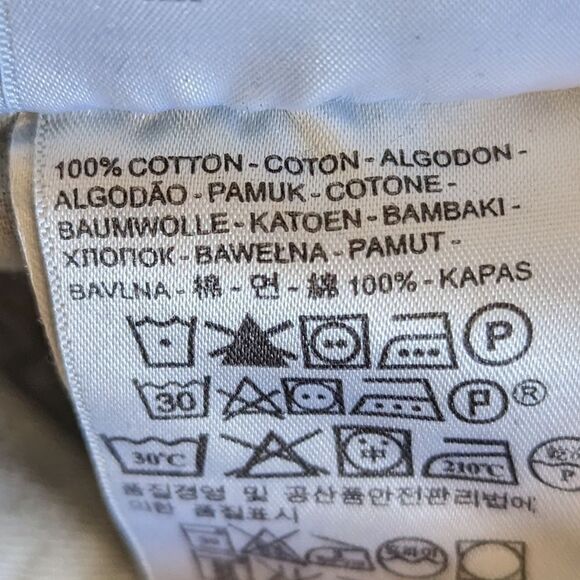 100% COTTON - COTON - ALGODON -
ALGODÃO - PAMUK - COTONE -
BAUMWOLLE - KATOEN - BAMBAKI -
ХЛОПОК - BAWEŁNA - PAMUT -
BAVLNA - 棉 - 면 - 綿 100% - KAPAS
P
30 P ®
30°C 中 210°C P
품질경영 및 공산품안전관리법에
의한 품질표시